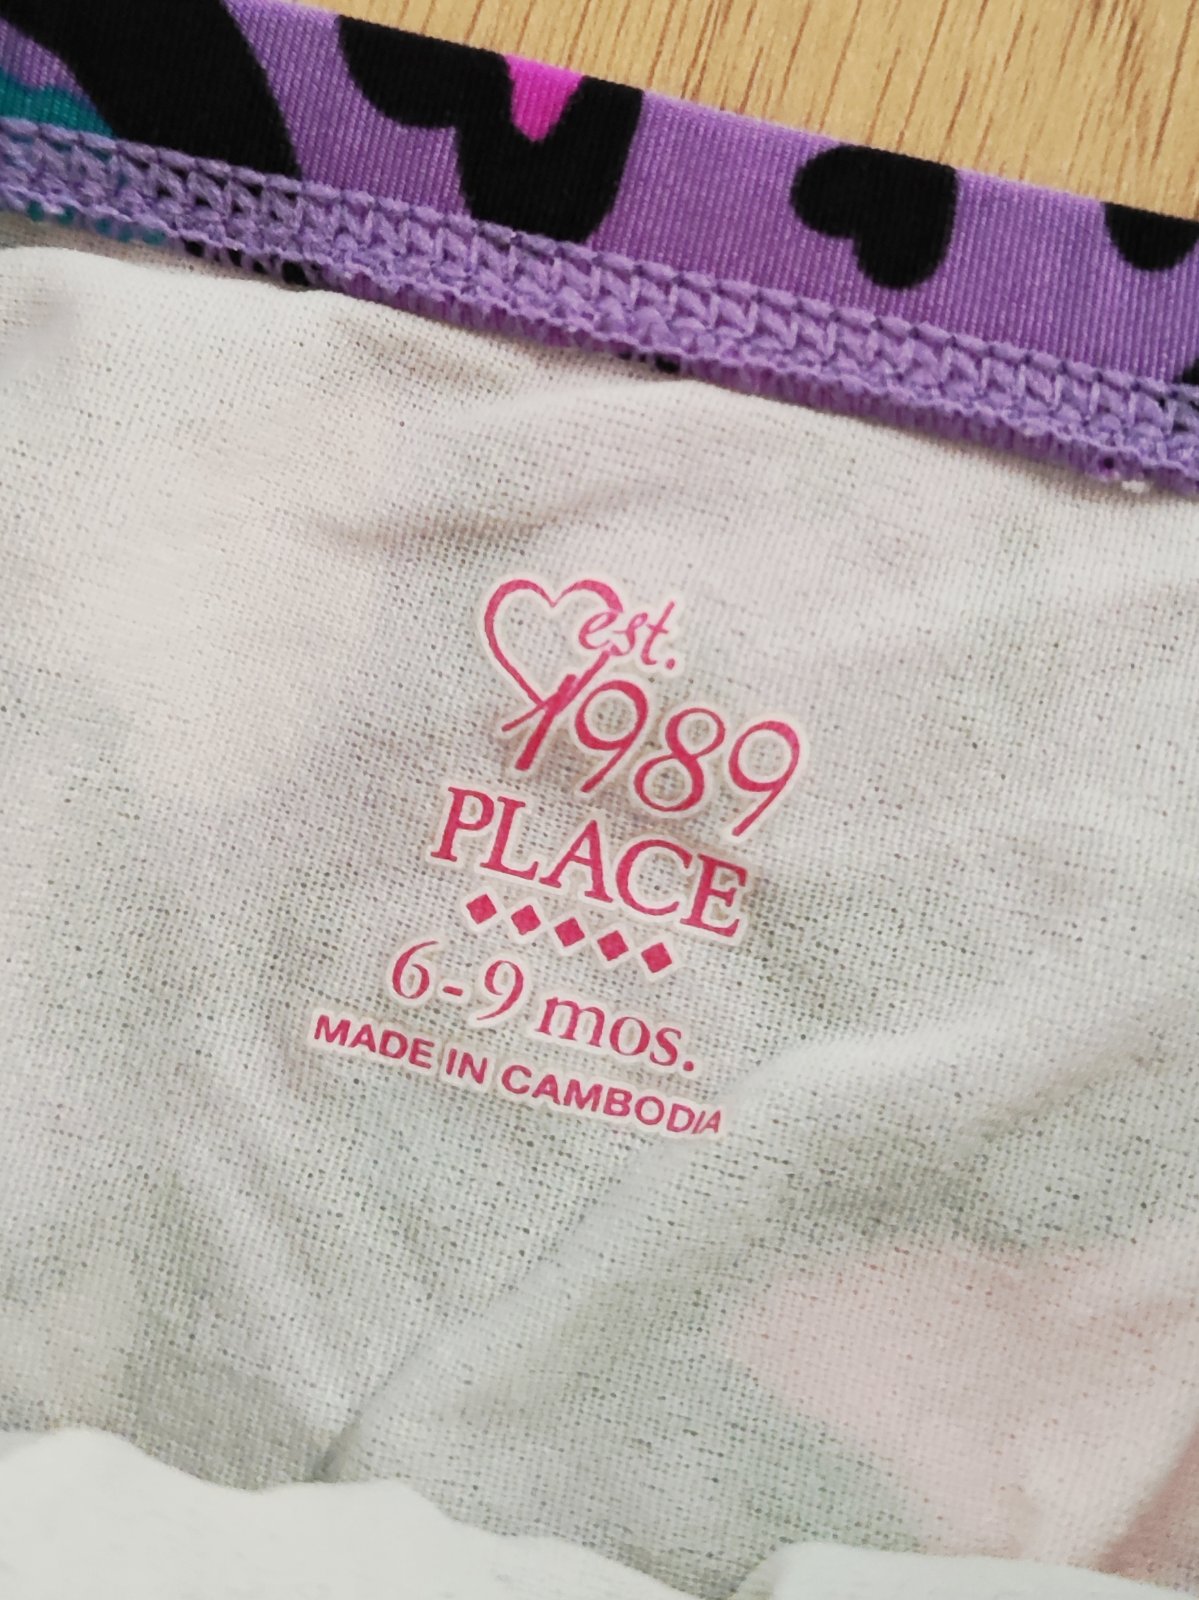 est.
1989
PLACE
6-9 mos.
MADE IN CAMBODIA